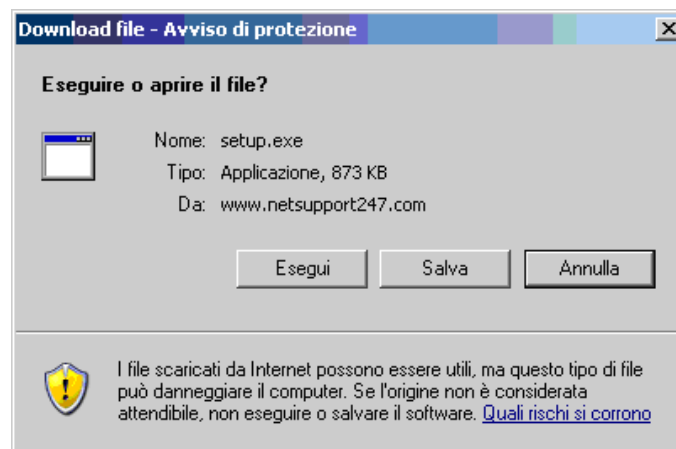 Download file - Avviso di protezione
Eseguire o aprire il file?
Nome: setup.exe
Tipo: Applicazione, 873 KB
Da: www.netsupport247.com
Esegui Salva Annulla
I file scaricati da Internet possono essere utili, ma questo tipo di file
può danneggiare il computer. Se l'origine non è considerata
attendibile, non eseguire o salvare il software. Quali rischi si corrono